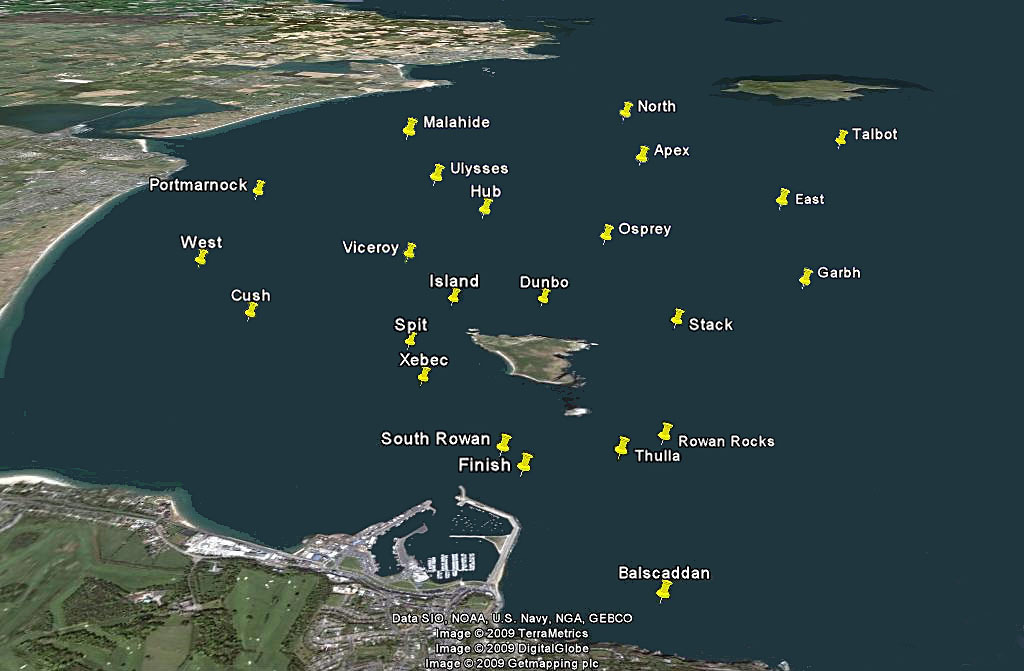 North
Malahide
Talbot
Apex
Ulysses
Portmarnock
Hub
East
Osprey
West
Viceroy
Garbh
Island
Dunbo
Cush
Spit
Stack
Xebec
South Rowan
Rowan Rocks
Thulla
Finish
Balscaddan
Data SIO, NOAA, U.S. Navy, NGA, GEBCO
Image © 2009 TerraMetrics
Image © 2009 DigitalGlobe
Image © 2009 Getmapping plc